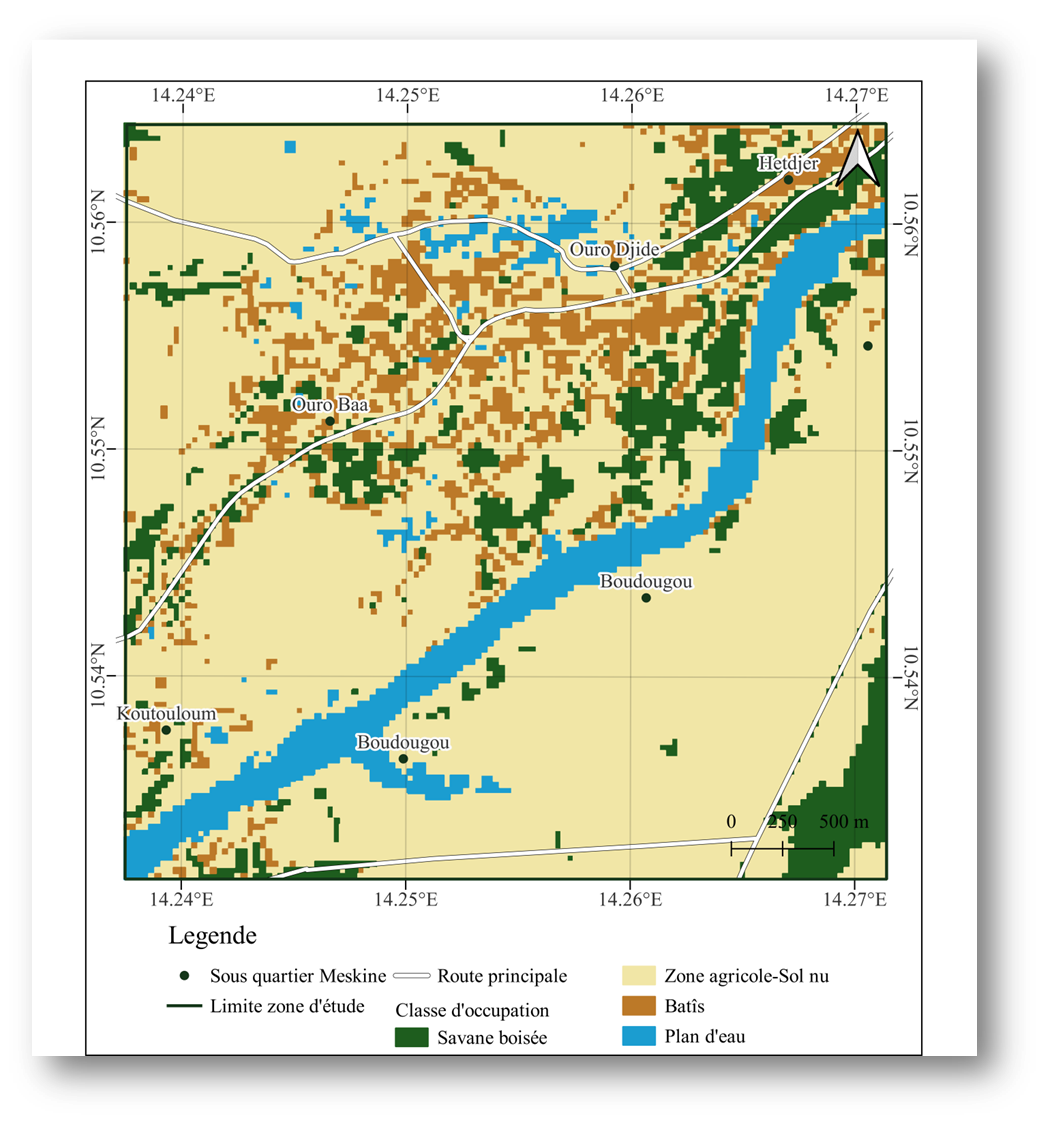 14.24°E 14.25°E 14.26°E 14.27°E
Hetdjer
10.56°N 10.56°N
Ouro Djide
Ouro Baa
10.55°N 10.55°N
Boudougou
10.54°N 10.54°N
Koutouloum
Boudougou
0 250 500 m
14.24°E 14.25°E 14.26°E 14.27°E
Legende
Sous quartier Meskine
Limite zone d'étude
Route principale
Classe d'occupation
Savane boisée
Zone agricole-Sol nu
Batîs
Plan d'eau